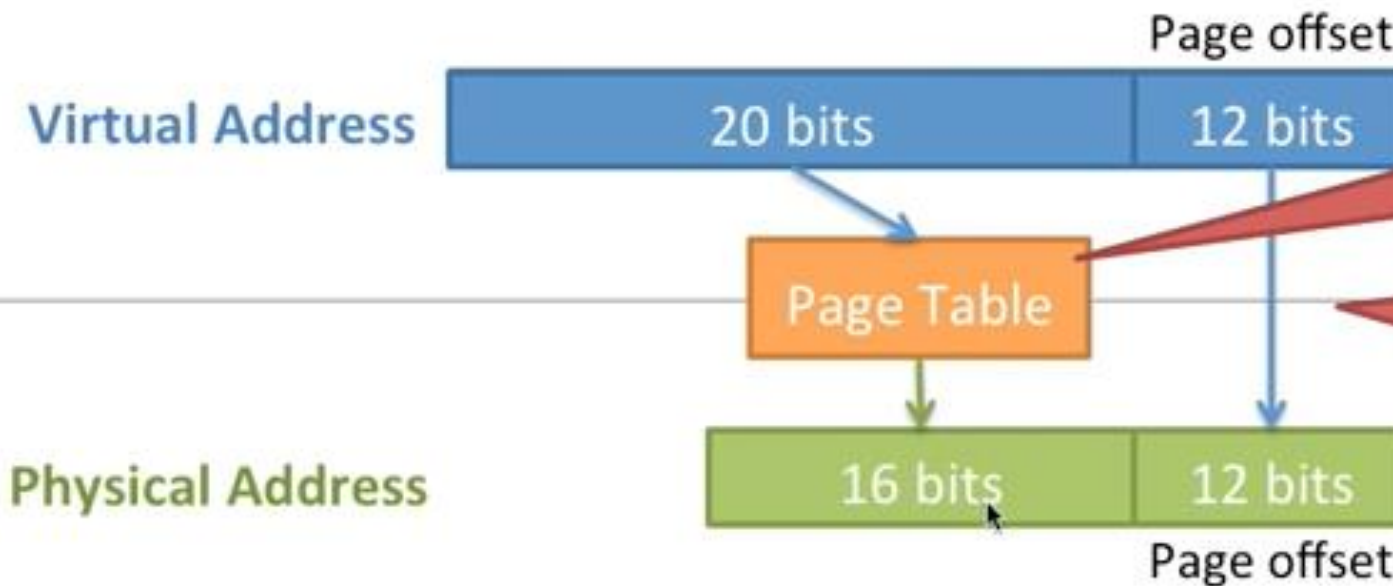 Page offset
Virtual Address
20 bits
12 bits
Page Table
Physical Address
16 bits
12 bits
Page offset